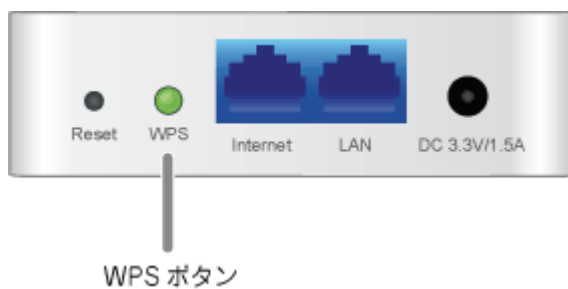 Reset WPS Internet LAN DC 3.3V/1.5A
WPS ボタン